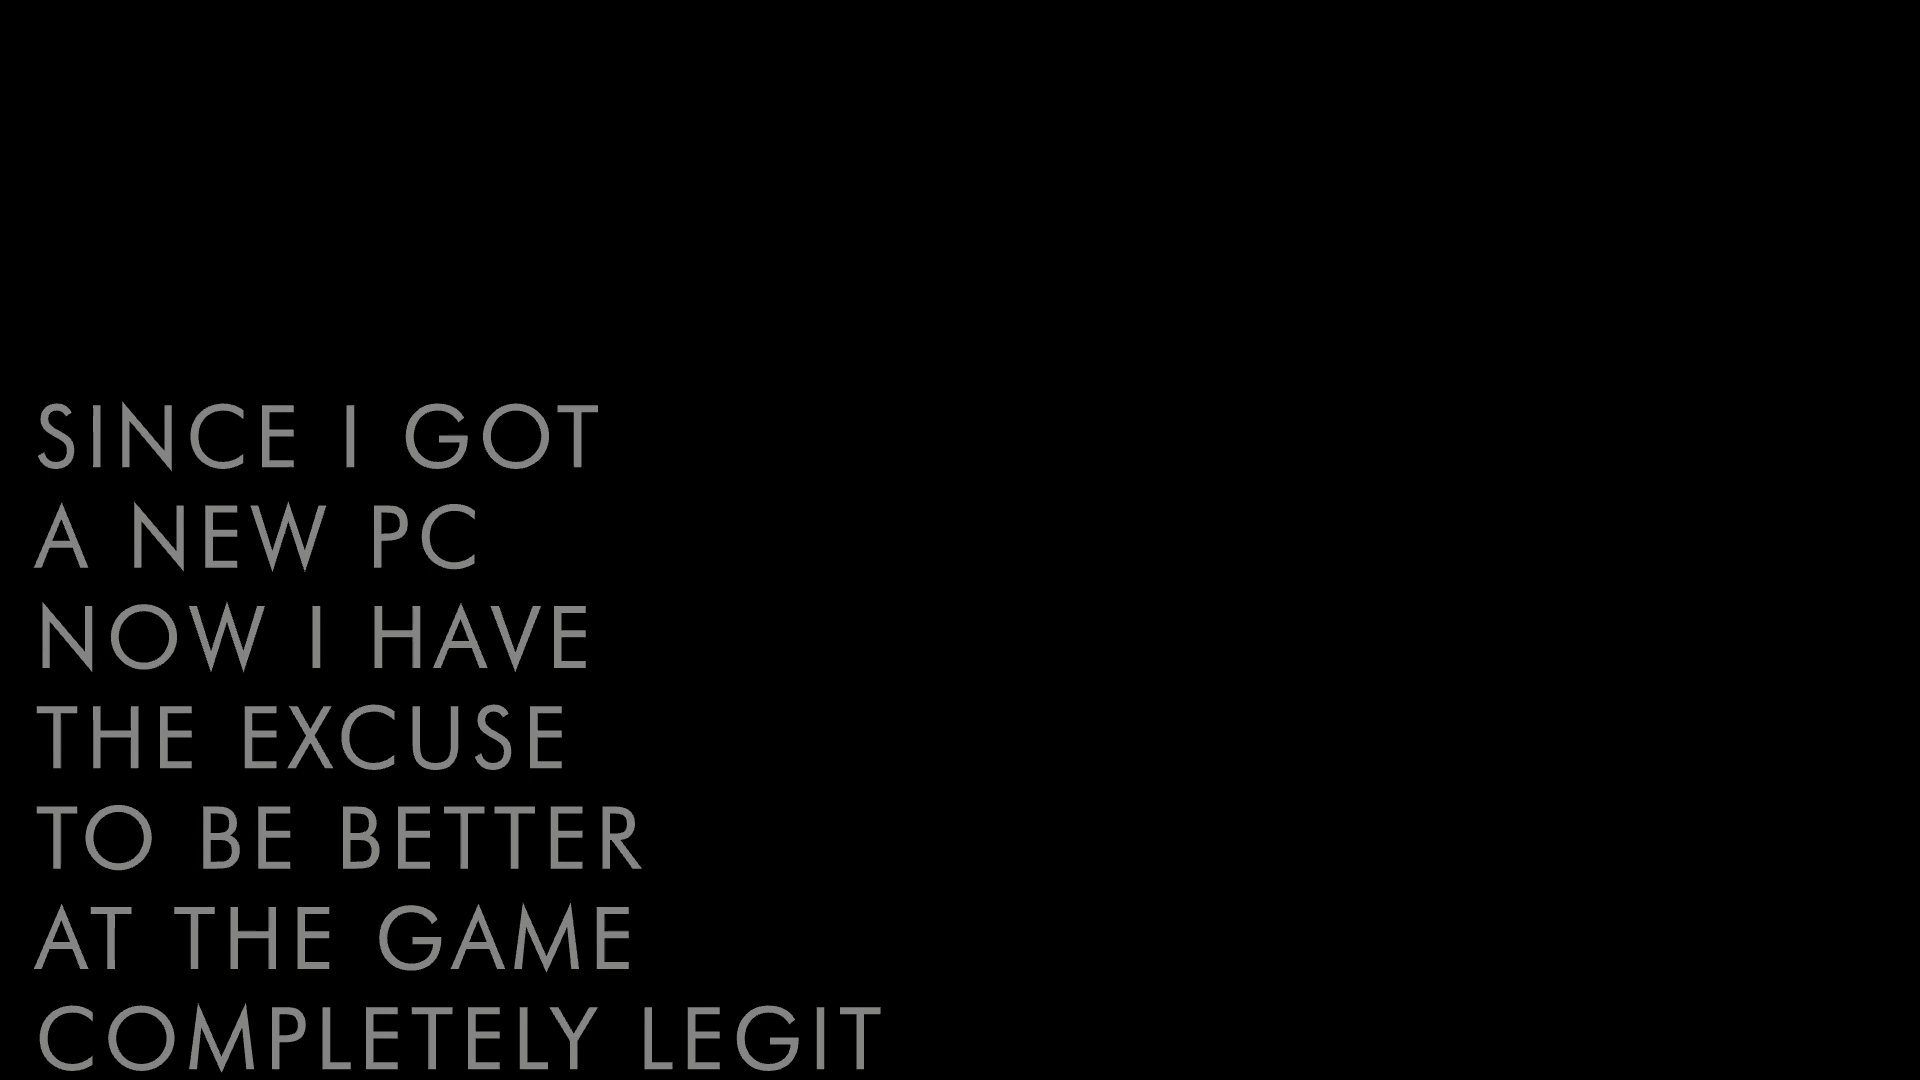 SINCE I GOT
A NEW PC
NOW I HAVE
THE EXCUSE
TO BE BETTER
AT THE GAME
COMPLETELY LEGIT